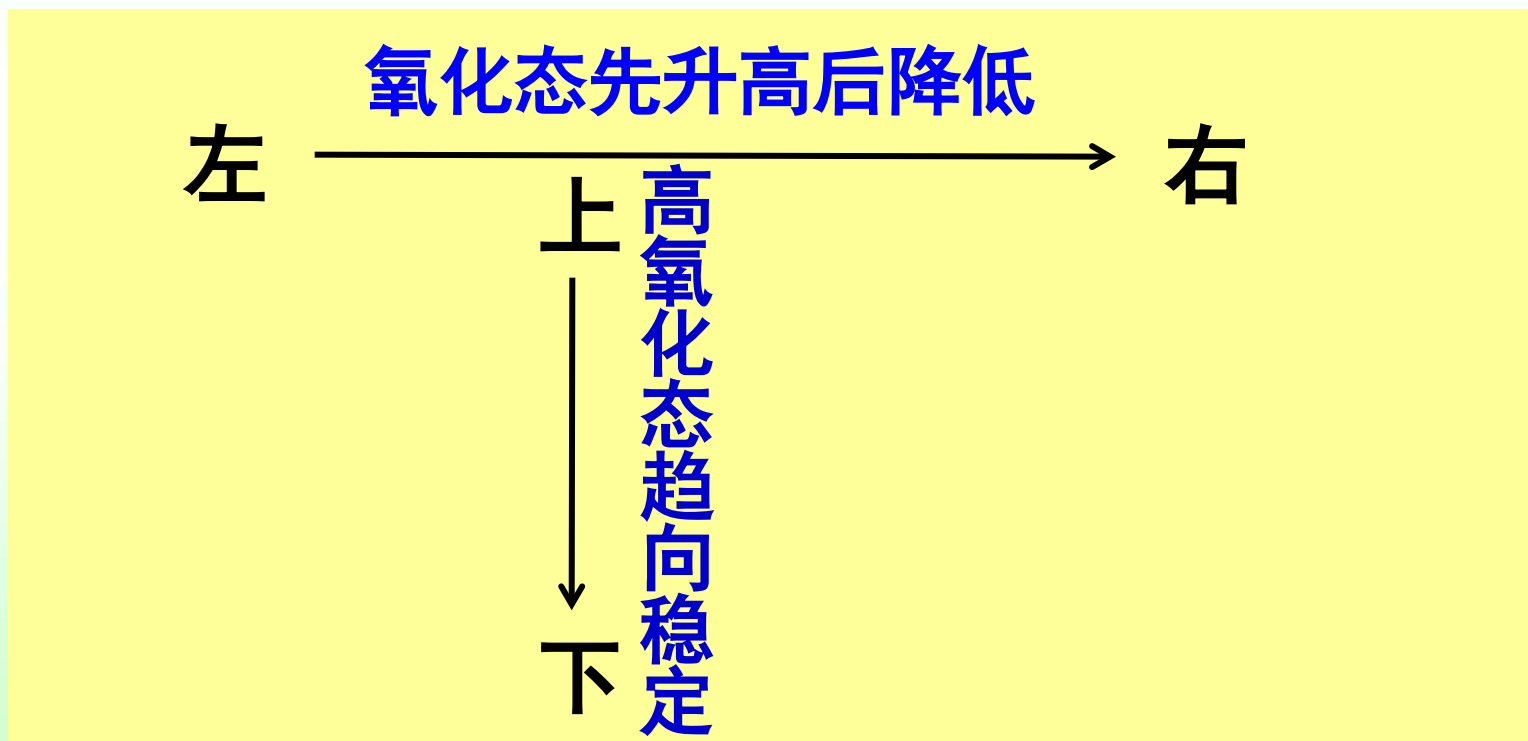 氧化态先升高后降低
左
右
上
高氧化态趋向稳定
下